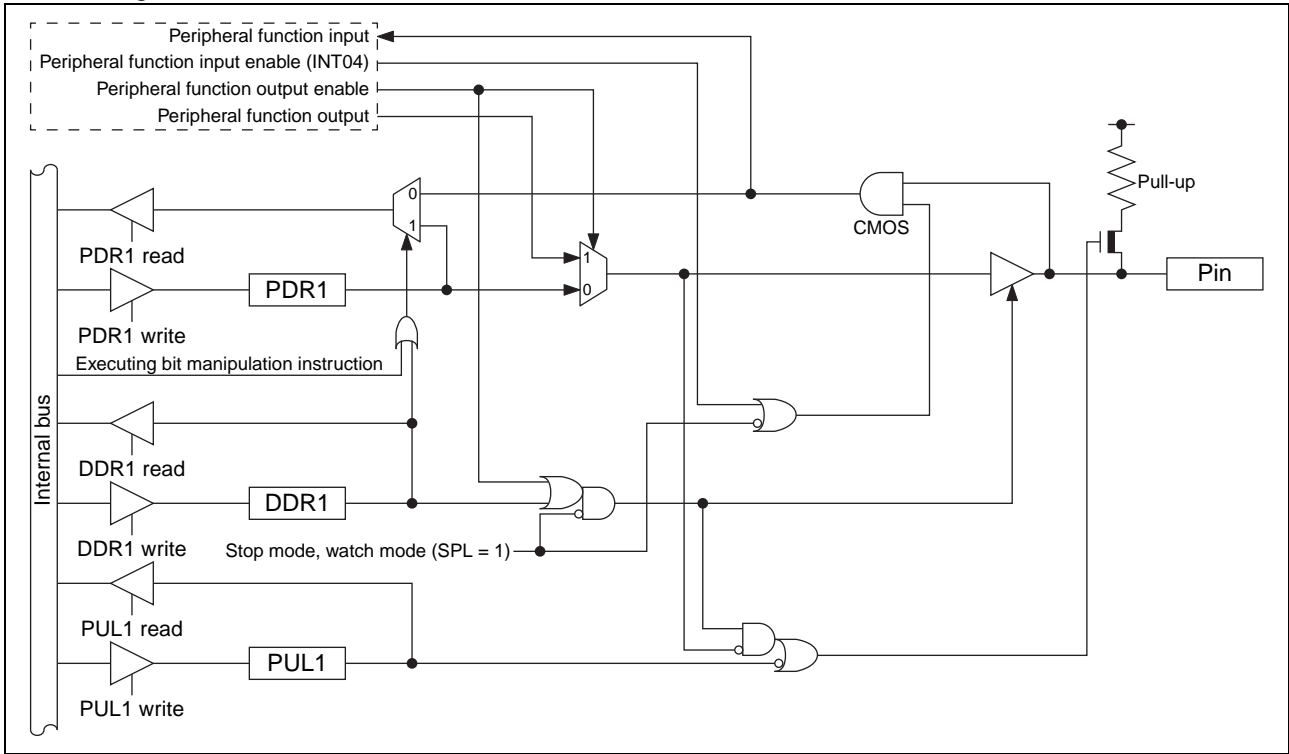 Peripheral function input
Peripheral function input enable (INT04)
Peripheral function output enable
Peripheral function output
Pull-up
0
1
CMOS
PDR1 read
1
0
Pin
PDR1
PDR1 write
Executing bit manipulation instruction
Internal bus
DDR1 read
DDR1
DDR1 write
Stop mode, watch mode (SPL = 1)
PUL1 read
PUL1
PUL1 write